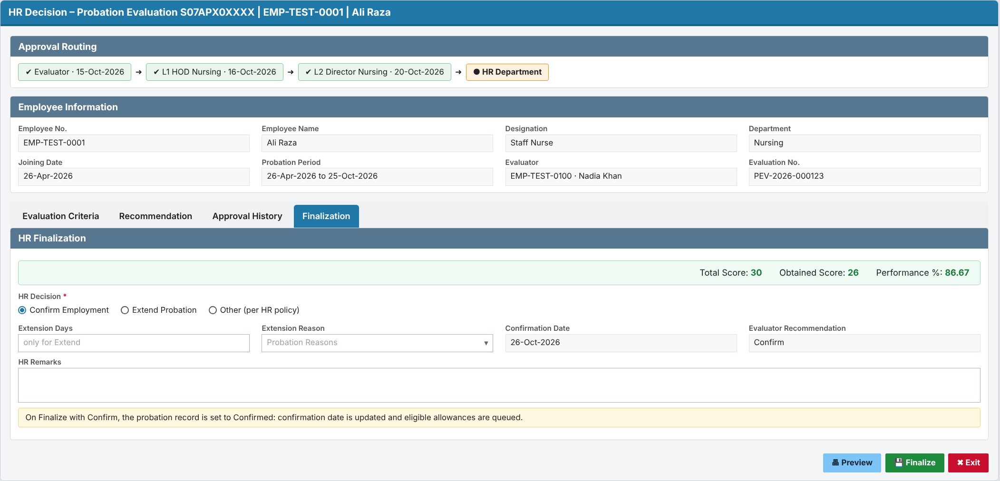 HR Decision – Probation Evaluation S07APX0XXXX | EMP-TEST-0001 | Ali Raza
Approval Routing
✔ Evaluator · 15-Oct-2026 ➔ ✔ L1 HOD Nursing · 16-Oct-2026 ➔ ✔ L2 Director Nursing · 20-Oct-2026 ➔ ● HR Department
Employee Information
Employee No. Employee Name Designation Department
EMP-TEST-0001 Ali Raza Staff Nurse Nursing
Joining Date Probation Period Evaluator Evaluation No.
26-Apr-2026 26-Apr-2026 to 25-Oct-2026 EMP-TEST-0100 · Nadia Khan PEV-2026-000123
Evaluation Criteria Recommendation Approval History Finalization
HR Finalization
Total Score: 30 Obtained Score: 26 Performance %: 86.67
HR Decision *
Confirm Employment Extend Probation Other (per HR policy)
Extension Days Extension Reason Confirmation Date Evaluator Recommendation
only for Extend Probation Reasons ▾ 26-Oct-2026 Confirm
HR Remarks
On Finalize with Confirm, the probation record is set to Confirmed: confirmation date is updated and eligible allowances are queued.
🖶 Preview 💾 Finalize ✖ Exit